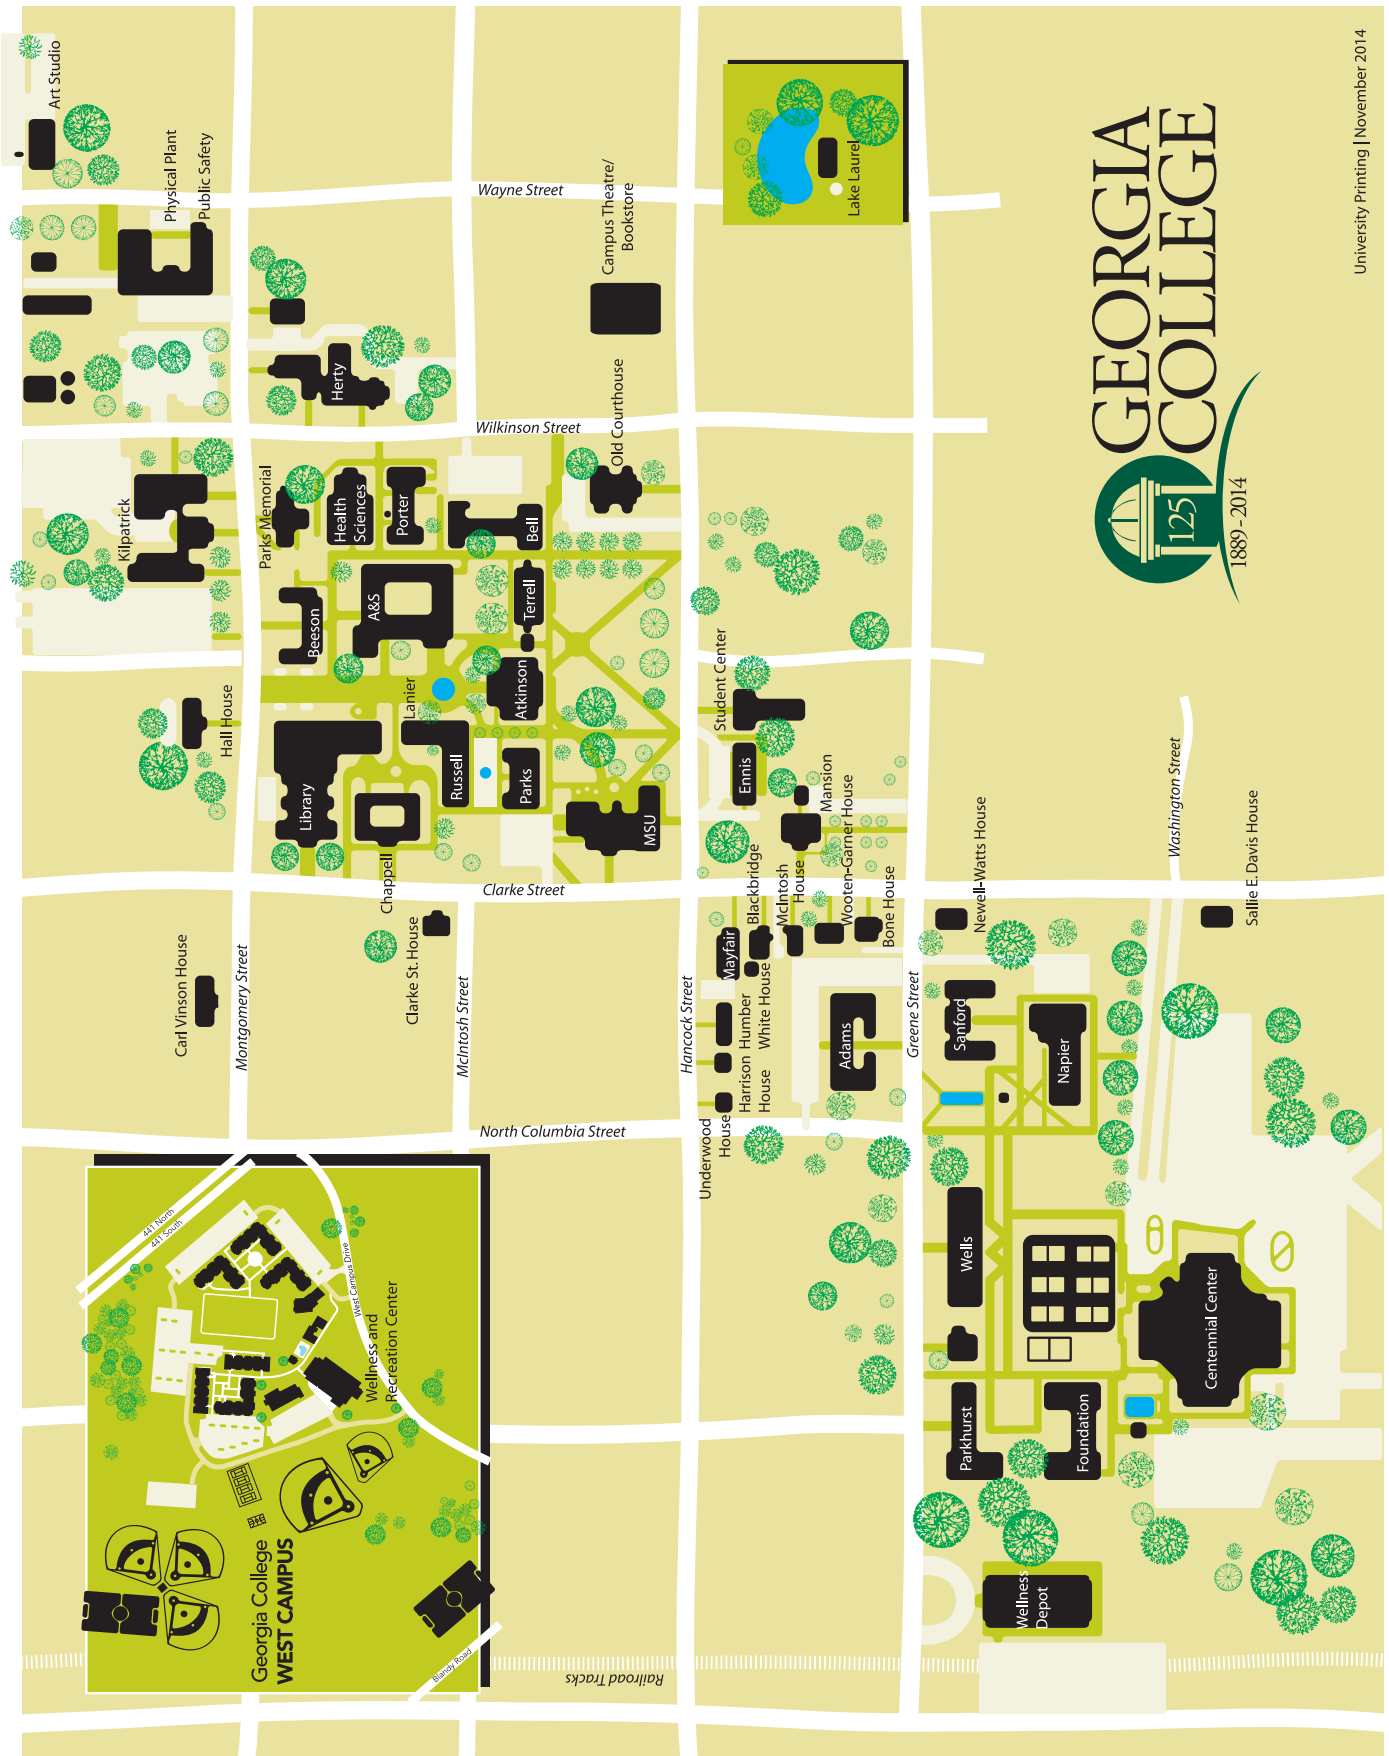 Art Studio
Physical Plant
Public Safety
Wayne Street
Campus Theatre/
Bookstore
Lake Laurel
GEORGIA
COLLEGE
125
1889-2014
University Printing | November 2014
Herty
Wilkinson Street
Old Courthouse
Kilpatrick
Parks Memorial
Health
Sciences
Porter
Bell
Beeson
A&S
Terrell
Hall House
Lanier
Atkinson
Library
Russell
Parks
MSU
Chappell
Student Center
Ennis
Mansion
Clarke Street
Clarke St. House
Carl Vinson House
Montgomery Street
McIntosh Street
Hancock Street
Greene Street
Washington Street
Mayfair
Blackbridge
McIntosh
House
Wooten-Garner House
Bone House
Newell-Watts House
Sallie E. Davis House
Humber
White House
Harrison
House
Underwood
House
Adams
Sanford
Napier
North Columbia Street
Wells
Centennial Center
Parkhurst
Foundation
Wellness
Depot
441 North
441 South
West Campus Drive
Wellness and
Recreation Center
Georgia College
WEST CAMPUS
Blandy Road
Railroad Tracks